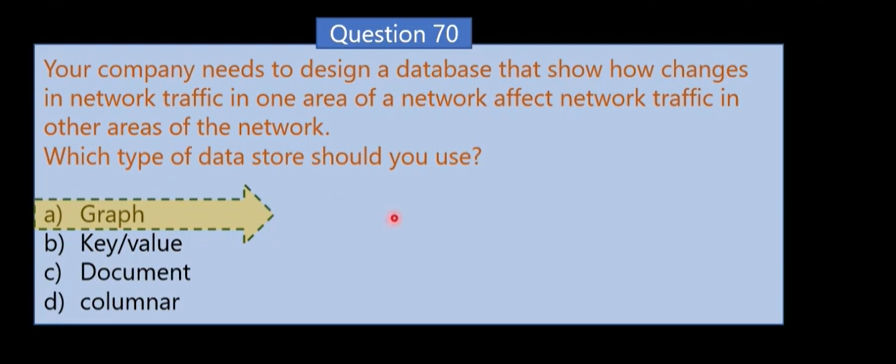 Question 70
Your company needs to design a database that show how changes
in network traffic in one area of a network affect network traffic in
other areas of the network.
Which type of data store should you use?
a) Graph
b) Key/value
c) Document
d) columnar